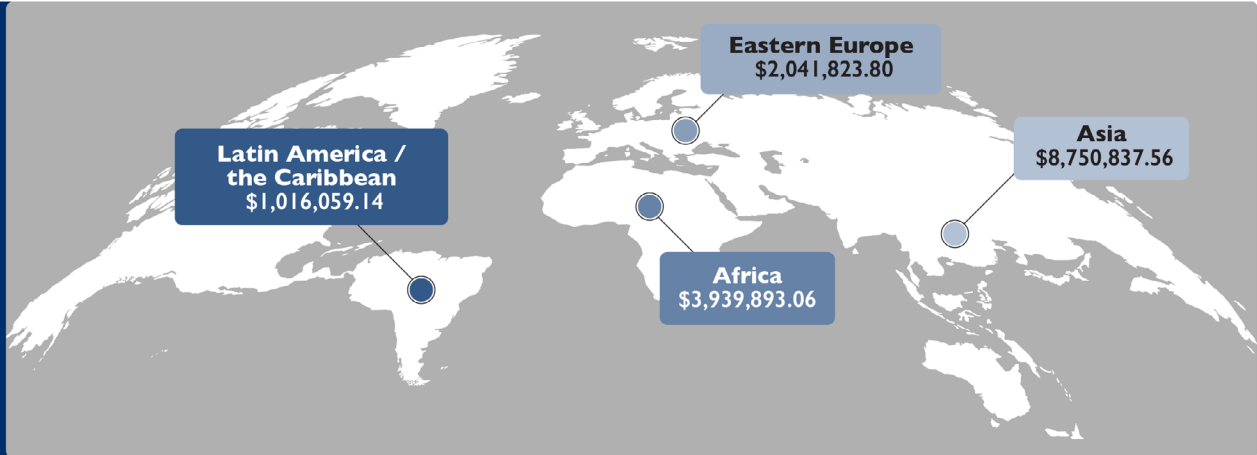 Eastern Europe
$2,041,823.80
Asia
$8,750,837.56
Latin America /
the Caribbean
$1,016,059.14
Africa
$3,939,893.06